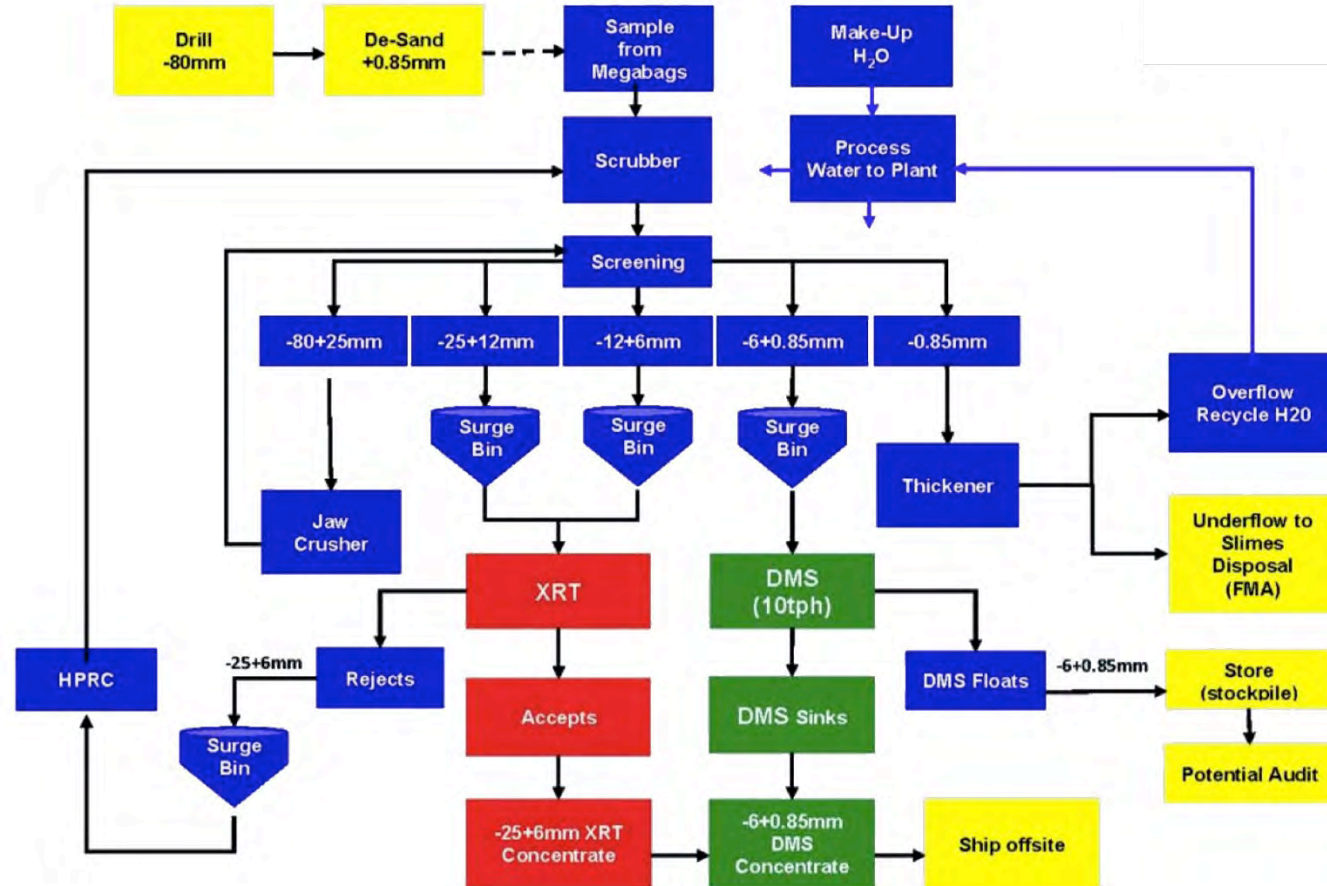 Drill
-80mm
De-Sand
+0.85mm
Sample
from
Megabags
Make-Up
H₂O
Scrubber
Process
Water to Plant
Screening
-80+25mm
-25+12mm
-12+6mm
-6+0.85mm
-0.85mm
Overflow
Recycle H20
Surge
Bin
Surge
Bin
Surge
Bin
Thickener
Jaw
Crusher
Underflow to
Slimes
Disposal
(FMA)
XRT
DMS
(10tph)
HPRC
-25+6mm
Rejects
DMS Floats
-6+0.85mm
Store
(stockpile)
Accepts
DMS Sinks
Surge
Bin
Potential Audit
-25+6mm XRT
Concentrate
-6+0.85mm
DMS
Concentrate
Ship offsite